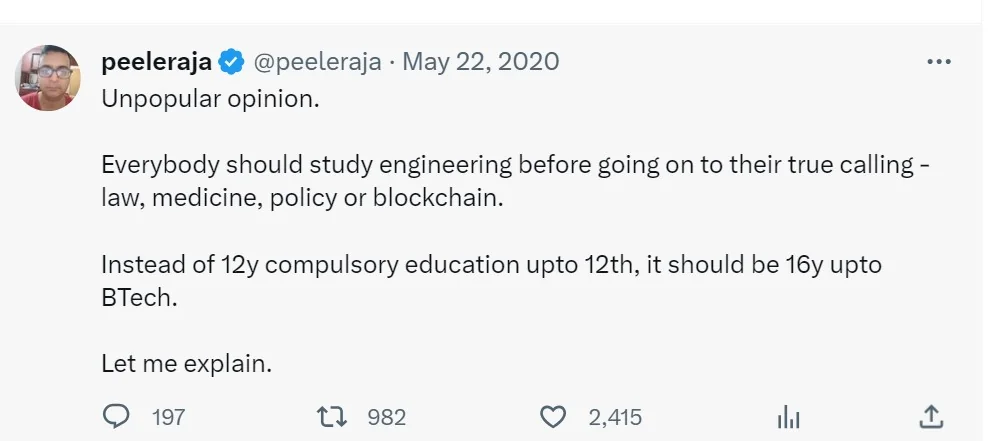 peeleraja @peeleraja · May 22, 2020
Unpopular opinion.
Everybody should study engineering before going on to their true calling -
law, medicine, policy or blockchain.
Instead of 12y compulsory education upto 12th, it should be 16y upto
BTech.
Let me explain.
197 982 2,415